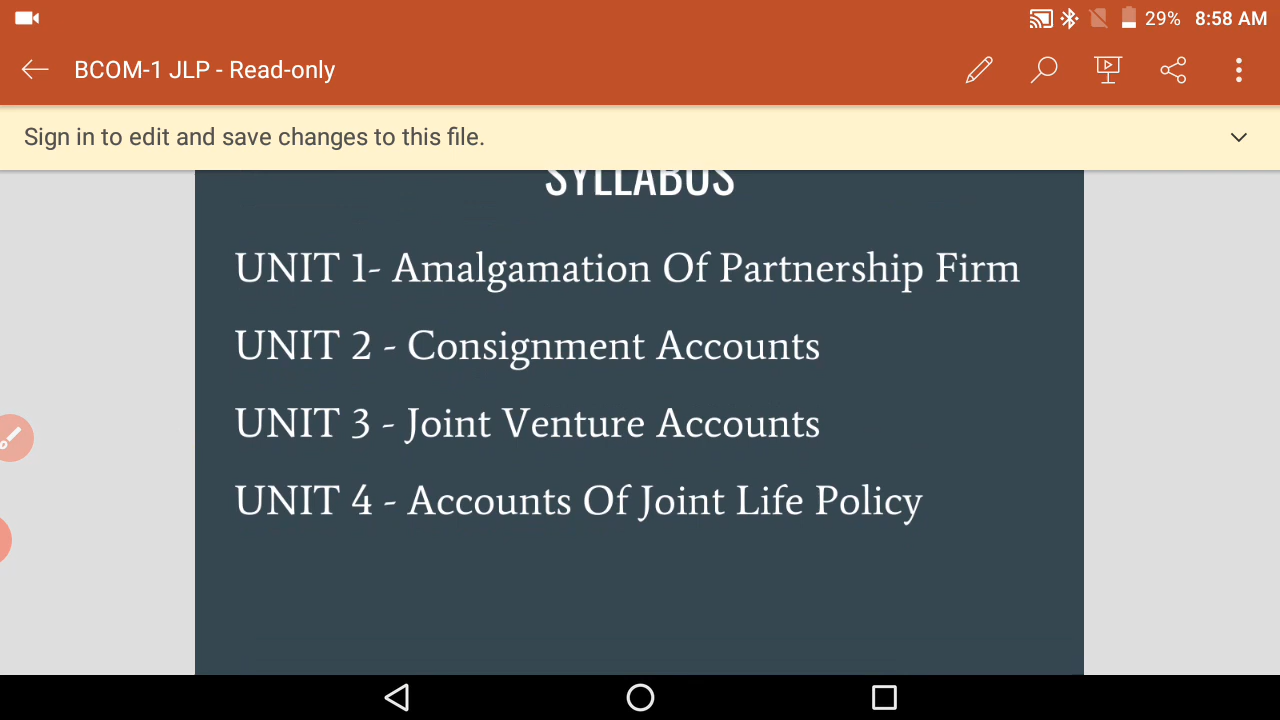 29% 8:58 AM
BCOM-1 JLP - Read-only
Sign in to edit and save changes to this file.
SYLLABUS
UNIT 1- Amalgamation Of Partnership Firm
UNIT 2 - Consignment Accounts
UNIT 3 - Joint Venture Accounts
UNIT 4 - Accounts Of Joint Life Policy